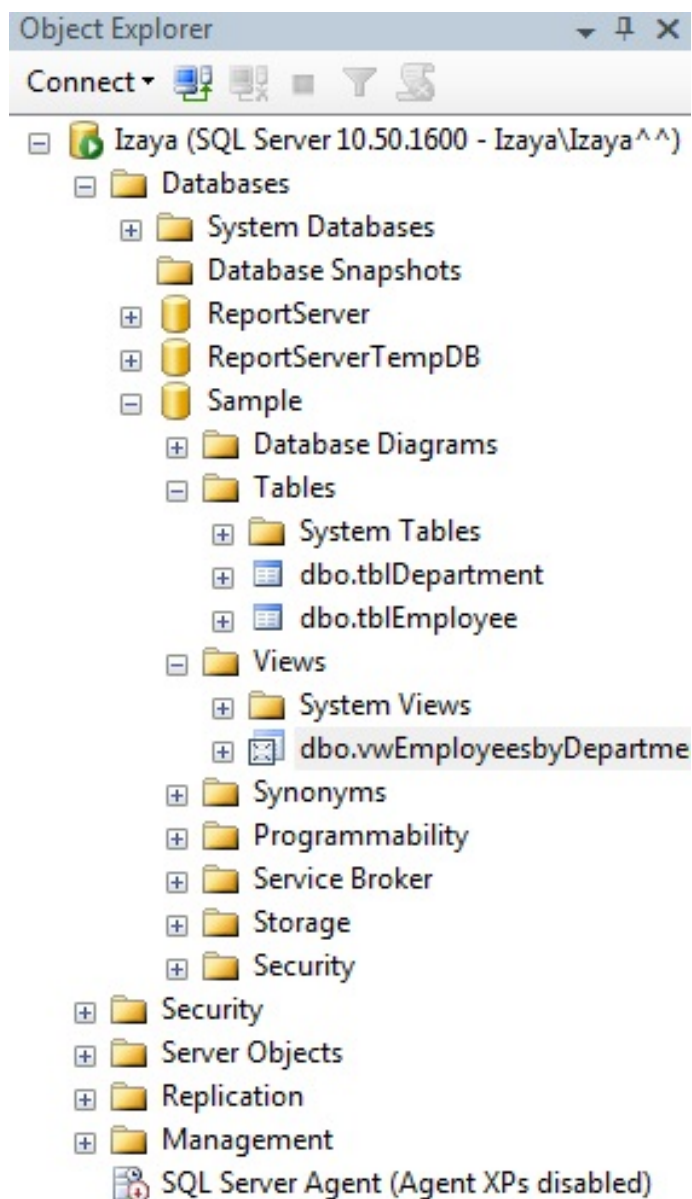 Object Explorer
Connect
Izaya (SQL Server 10.50.1600 - Izaya\Izaya^^)
Databases
System Databases
Database Snapshots
ReportServer
ReportServerTempDB
Sample
Database Diagrams
Tables
System Tables
dbo.tblDepartment
dbo.tblEmployee
Views
System Views
dbo.vwEmployeesbyDepartme
Synonyms
Programmability
Service Broker
Storage
Security
Security
Server Objects
Replication
Management
SQL Server Agent (Agent XPs disabled)